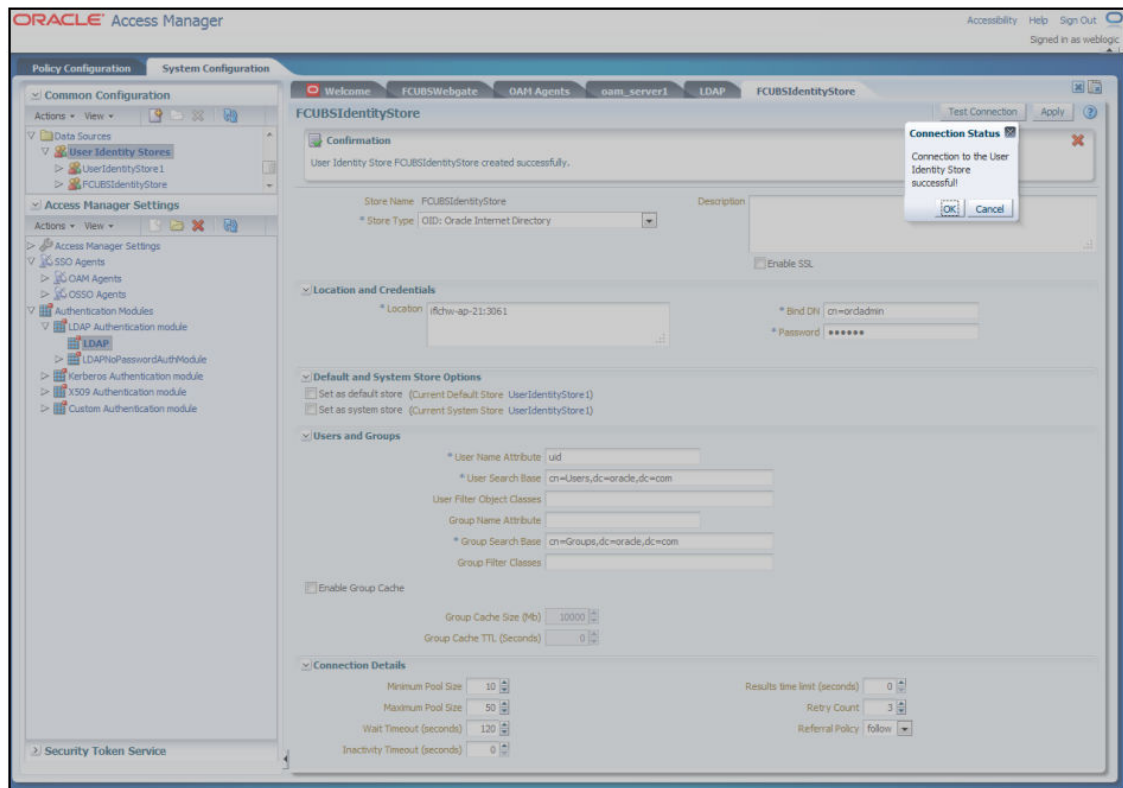 ORACLE Access Manager
Accessibility Help Sign Out
Signed in as weblogic
Policy Configuration System Configuration
Common Configuration
Actions View
Data Sources
User Identity Stores
UserIdentityStore1
FCUBSIdentityStore
Access Manager Settings
Actions View
Access Manager Settings
SSO Agents
OAM Agents
OSSO Agents
Authentication Modules
LDAP Authentication module
LDAP
LDAPNoPasswordAuthModule
Kerberos Authentication module
X509 Authentication module
Custom Authentication module
Security Token Service
Welcome FCUBSWebgate OAM Agents oam_server1 LDAP FCUBSIdentityStore
FCUBSIdentityStore
Test Connection Apply
Confirmation
User Identity Store FCUBSIdentityStore created successfully.
Connection Status
Connection to the User
Identity Store
successful!
OK Cancel
Store Name FCUBSIdentityStore
Description
* Store Type OID: Oracle Internet Directory
Enable SSL
Location and Credentials
* Location iflchw-ap-21:3061
* Bind DN cn=orcladmin
* Password ••••••
Default and System Store Options
Set as default store (Current Default Store UserIdentityStore1)
Set as system store (Current System Store UserIdentityStore1)
Users and Groups
* User Name Attribute uid
* User Search Base cn=Users,dc=oracle,dc=com
User Filter Object Classes
Group Name Attribute
* Group Search Base cn=Groups,dc=oracle,dc=com
Group Filter Classes
Enable Group Cache
Group Cache Size (Mb) 10000
Group Cache TTL (Seconds) 0
Connection Details
Minimum Pool Size 10
Results time limit (seconds) 0
Maximum Pool Size 50
Retry Count 3
Wait Timeout (seconds) 120
Referral Policy follow
Inactivity Timeout (seconds) 0